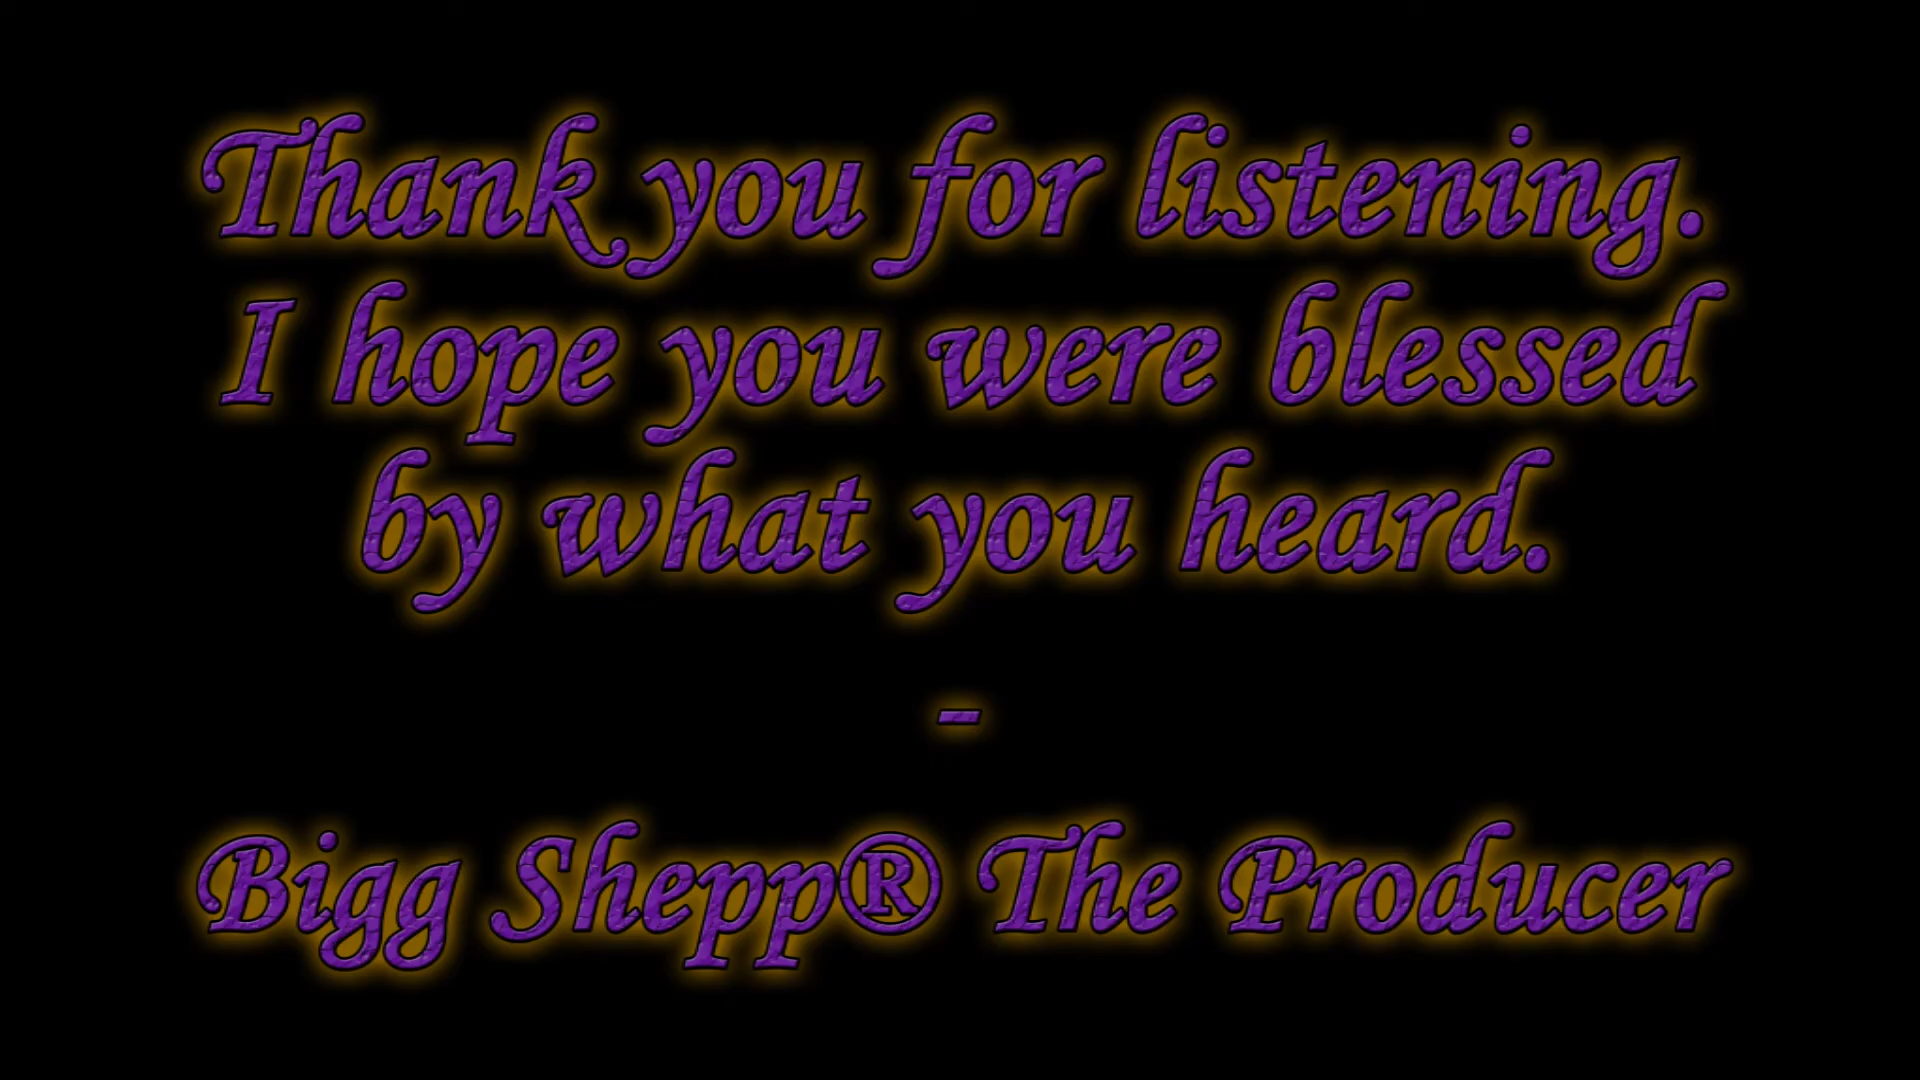 Thank you for listening.
I hope you were blessed
by what you heard.
-
Bigg Shepp® The Producer